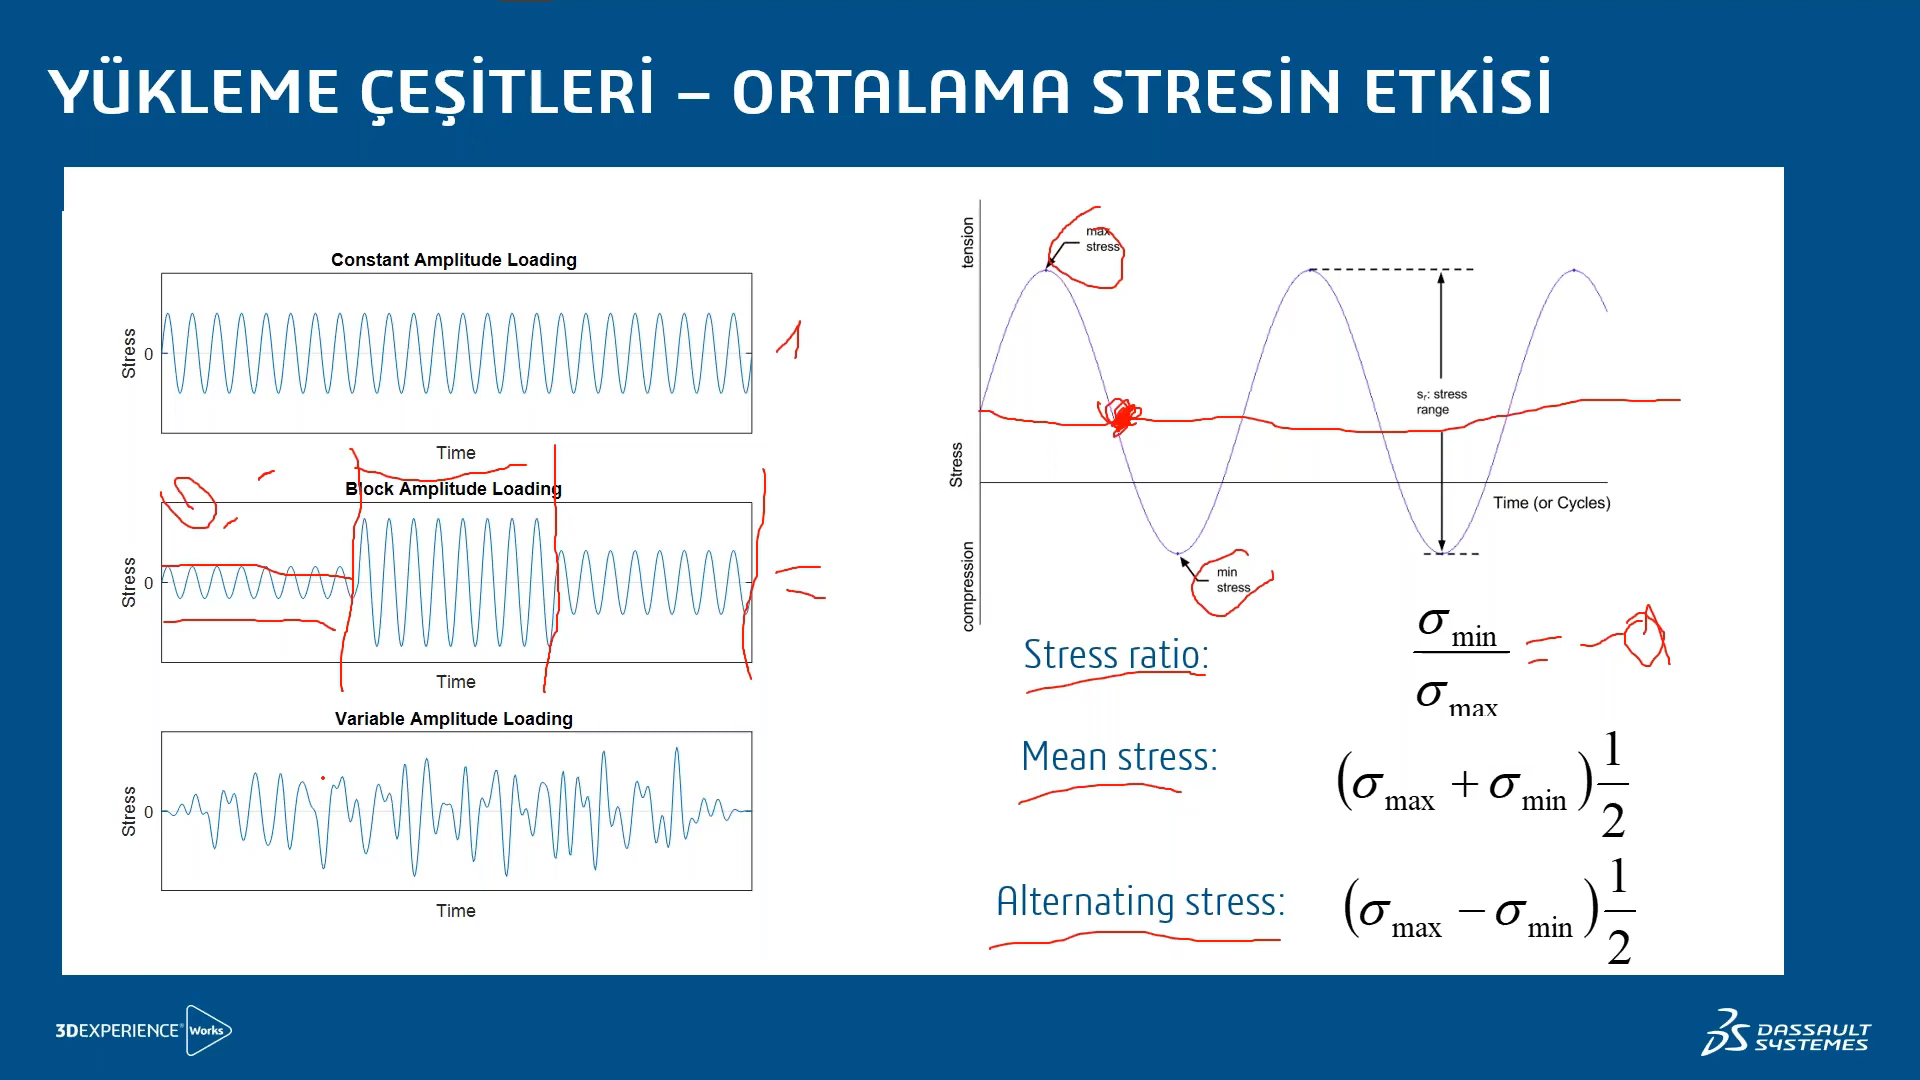 YÜKLEME ÇEŞİTLERİ – ORTALAMA STRESİN ETKİSİ
Constant Amplitude Loading
Stress
0
Time
1
Block Amplitude Loading
Stress
0
Time
Variable Amplitude Loading
Stress
0
Time
tension
Stress
compression
max
stress
sr: stress
range
Time (or Cycles)
min
stress
Stress ratio:
σmin
σmax
=
Mean stress:
(σmax + σmin) 1
2
Alternating stress:
(σmax − σmin) 1
2
3DEXPERIENCE® Works
DASSAULT
SYSTEMES